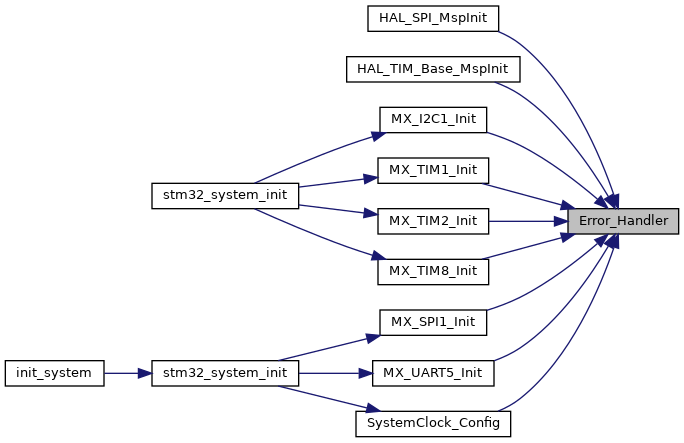 HAL_SPI_MspInit
HAL_TIM_Base_MspInit
MX_I2C1_Init
MX_TIM1_Init
stm32_system_init
MX_TIM2_Init
Error_Handler
MX_TIM8_Init
MX_SPI1_Init
init_system
stm32_system_init
MX_UART5_Init
SystemClock_Config